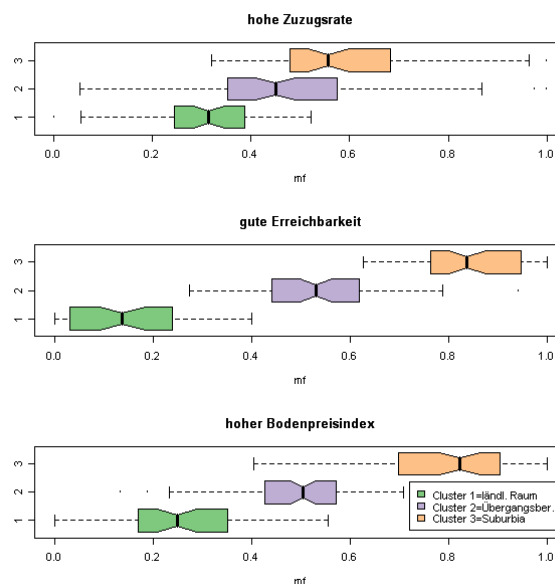 hohe Zuzugsrate
3
2
1
0.0 0.2 0.4 0.6 0.8 1.0
mf
gute Erreichbarkeit
3
2
1
0.0 0.2 0.4 0.6 0.8 1.0
mf
hoher Bodenpreisindex
3
2
1
Cluster 1=ländl. Raum
Cluster 2=Übergangsber.
Cluster 3=Suburbia
0.0 0.2 0.4 0.6 0.8 1.0
mf